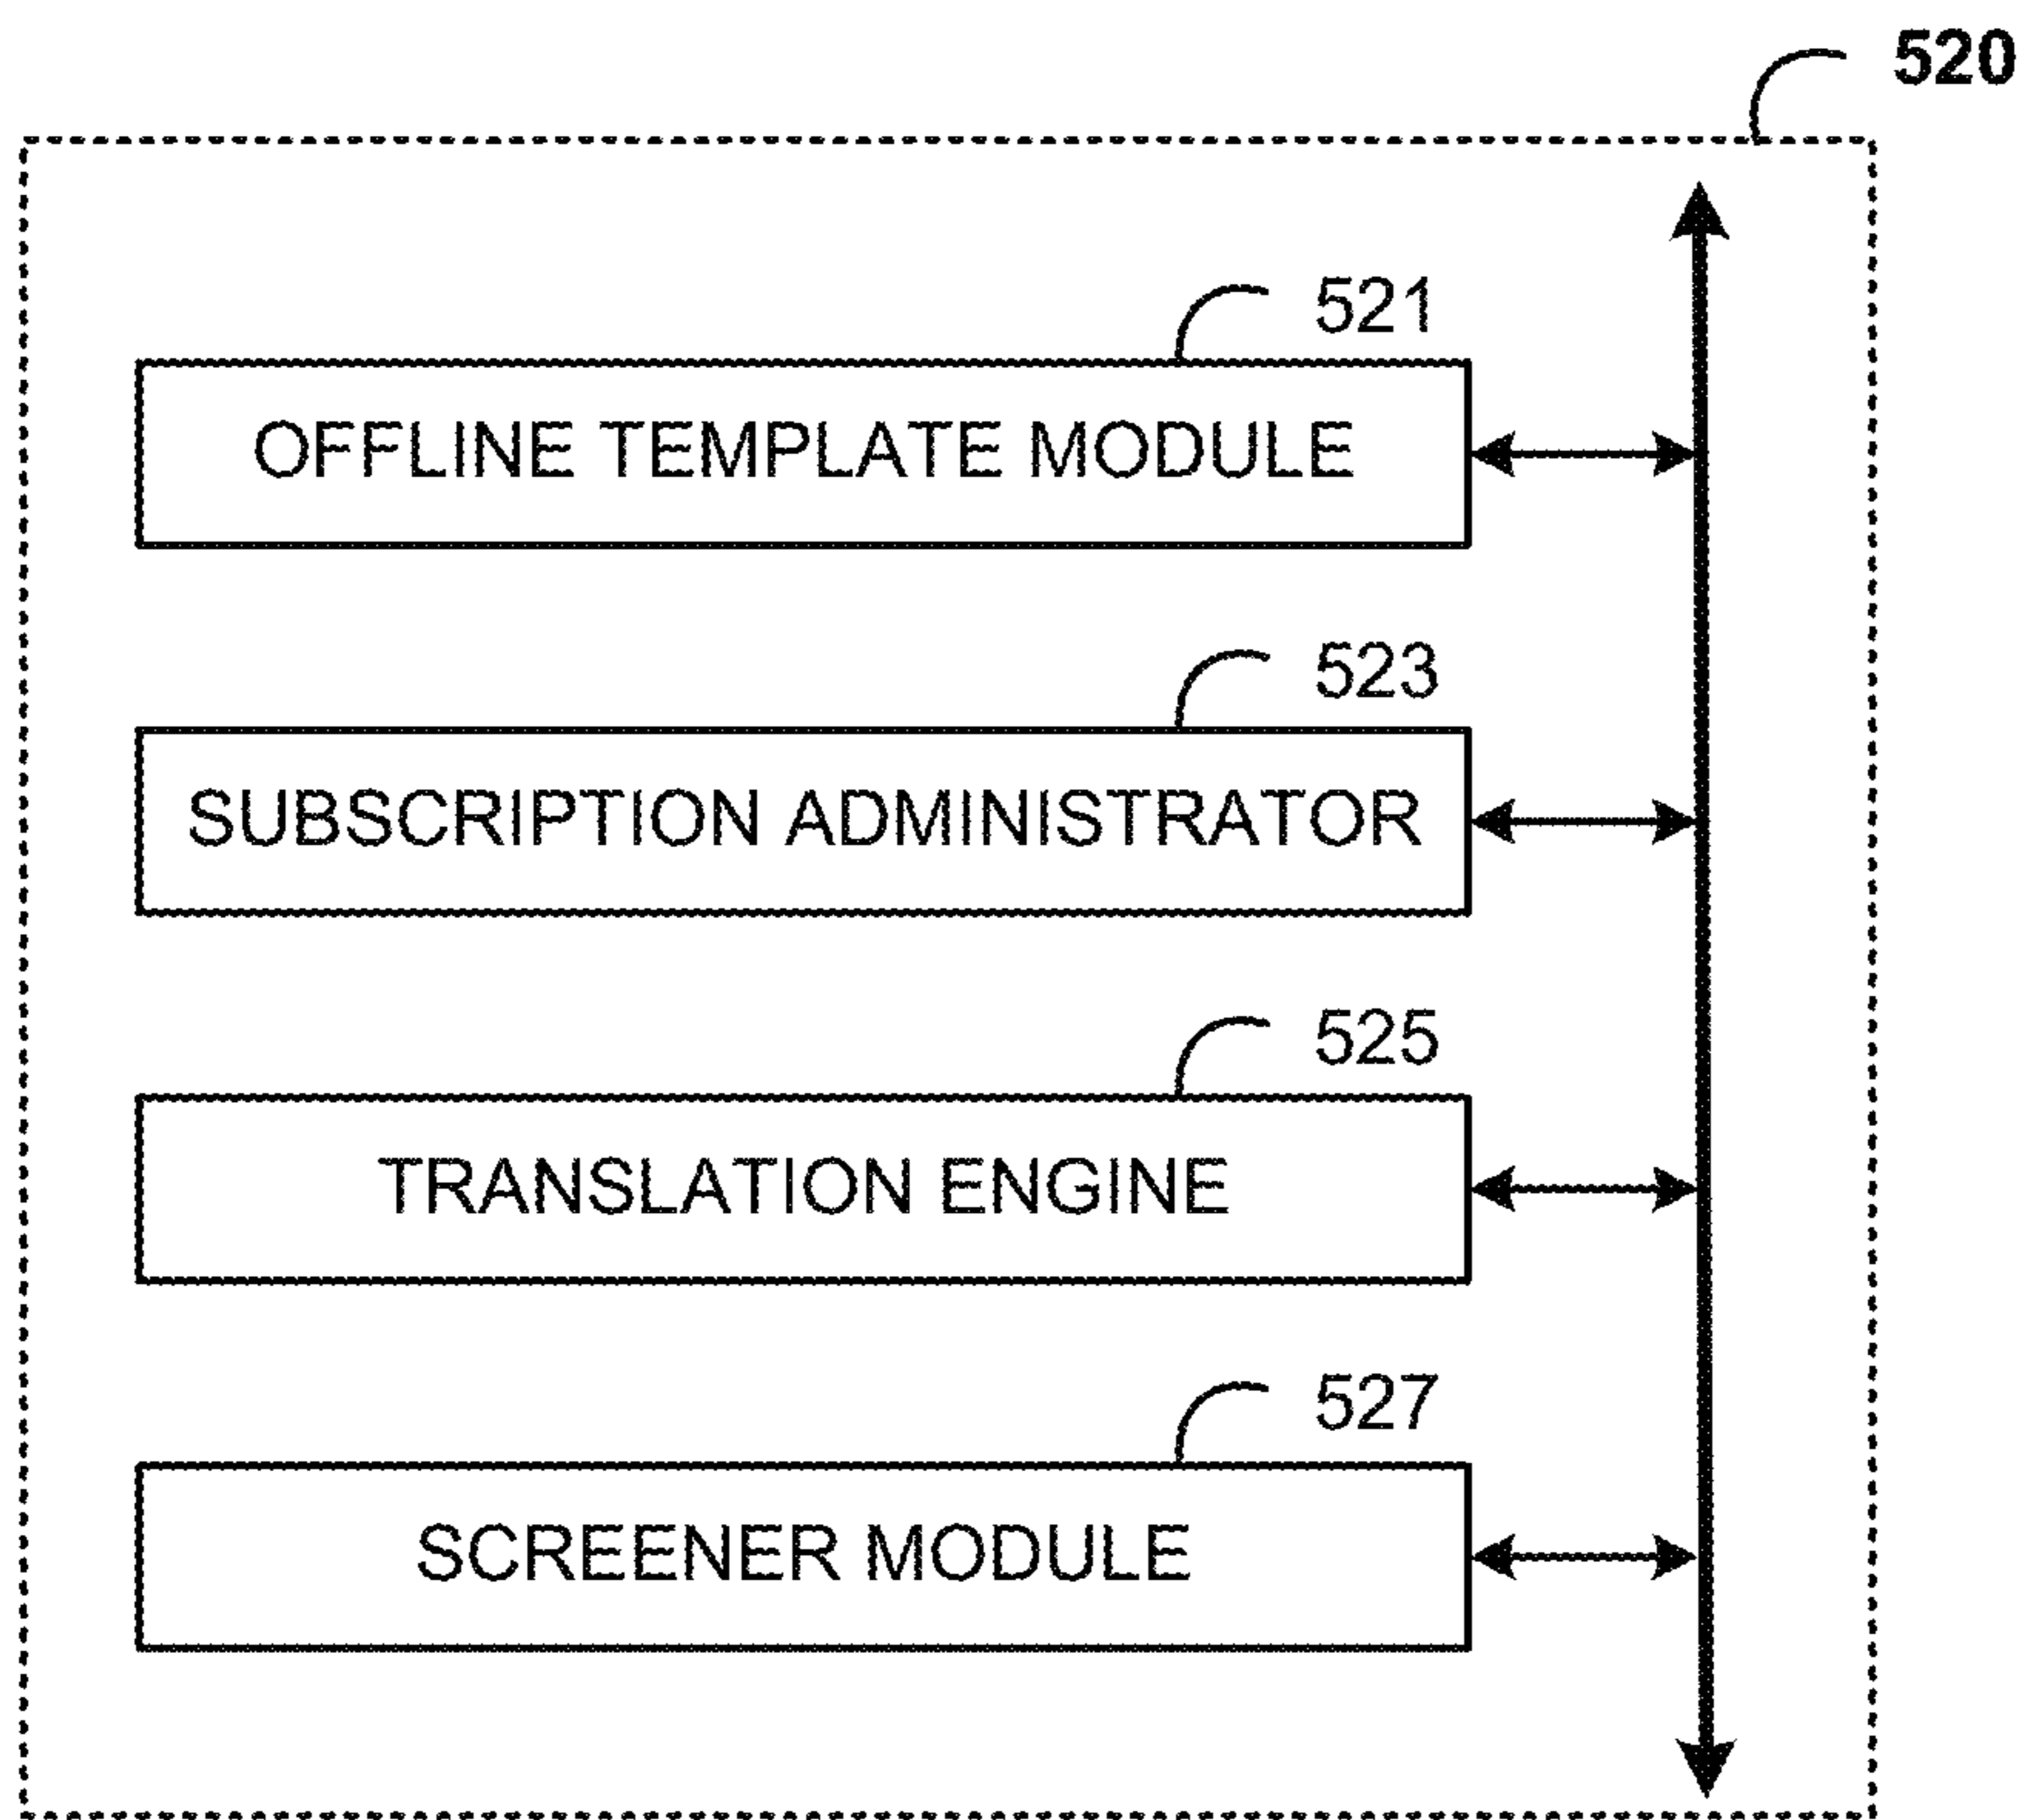 520
521
OFFLINE TEMPLATE MODULE
523
SUBSCRIPTION ADMINISTRATOR
525
TRANSLATION ENGINE
527
SCREENER MODULE